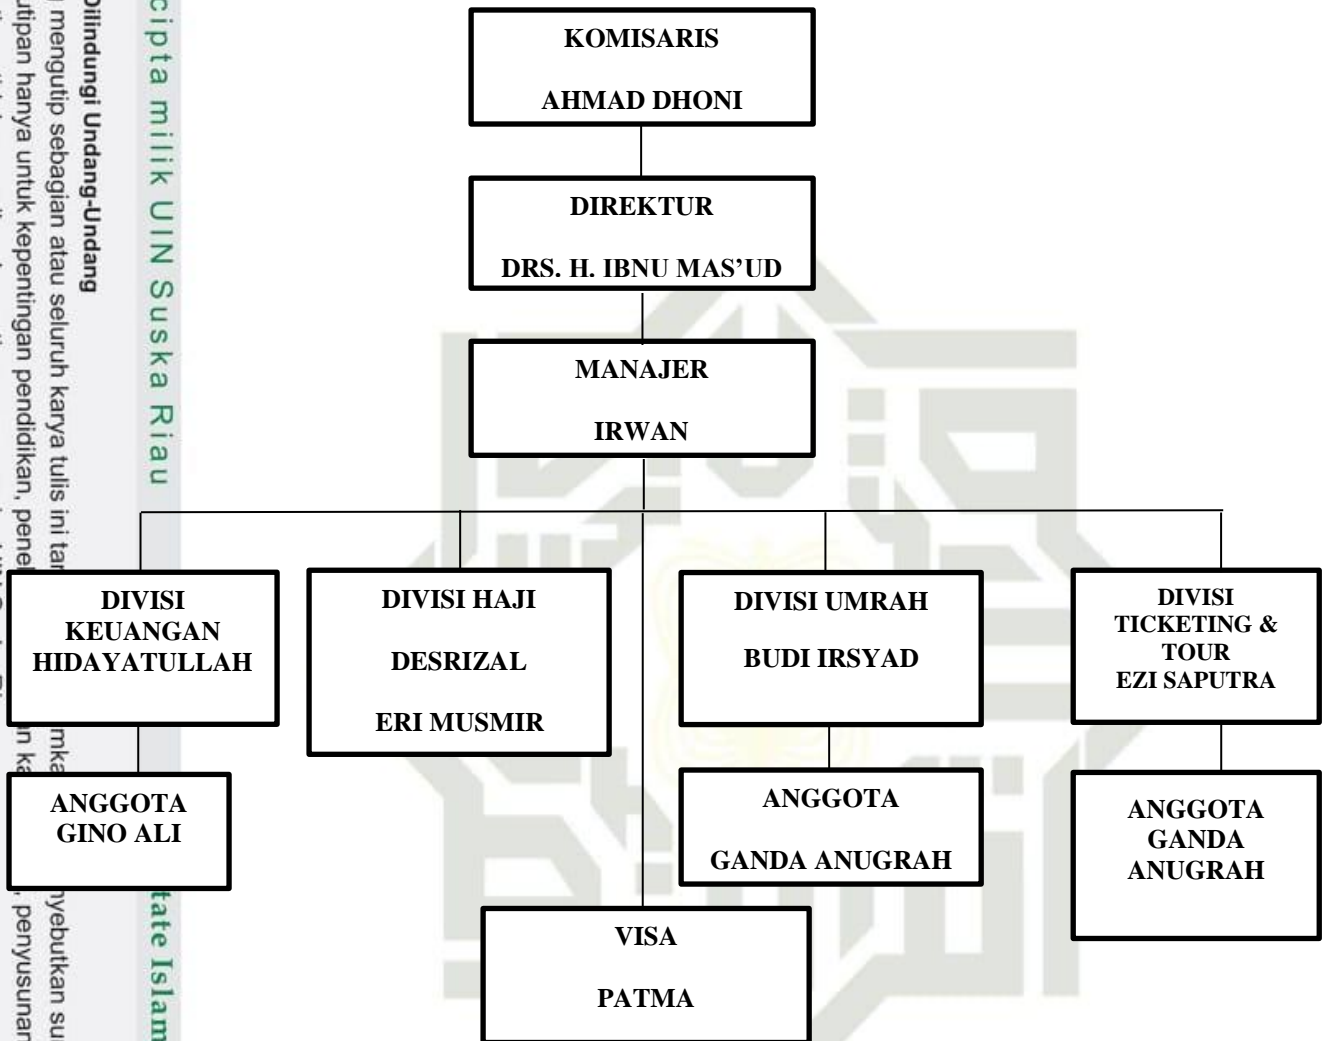 KOMISARIS
AHMAD DHONI
DIREKTUR
DRS. H. IBNU MAS’UD
MANAJER
IRWAN
DIVISI
KEUANGAN
HIDAYATULLAH
DIVISI HAJI
DESRIZAL
ERI MUSMIR
DIVISI UMRAH
BUDI IRSYAD
DIVISI
TICKETING &
TOUR
EZI SAPUTRA
ANGGOTA
GINO ALI
ANGGOTA
GANDA ANUGRAH
ANGGOTA
GANDA
ANUGRAH
VISA
PATMA
cipta milik UIN Suska Riau
tate Islam
Dilindungi Undang-Undang
mengutip sebagian atau seluruh karya tulis ini
hanya untuk kepentingan pendidikan,
penyusunan